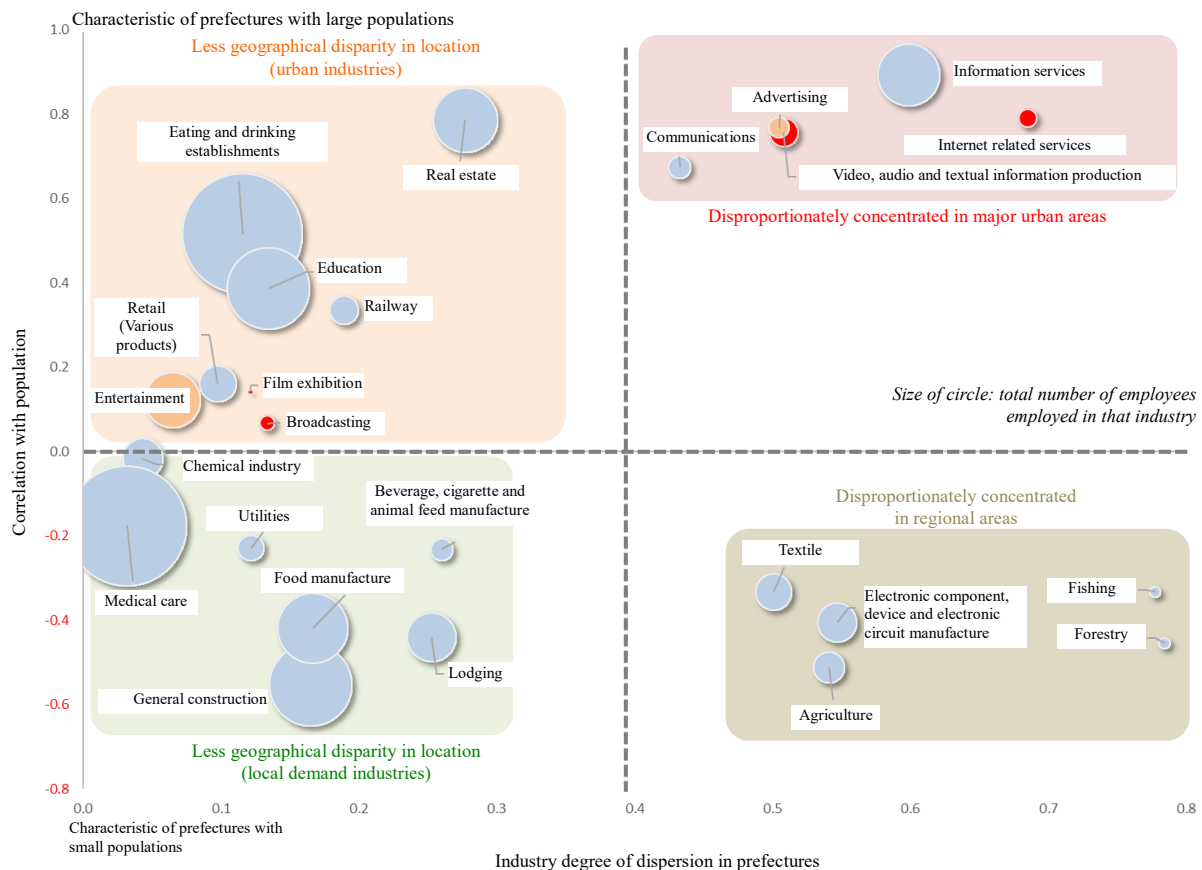 Characteristic of prefectures with large populations
1.0
Less geographical disparity in location
(urban industries)
Information services
Advertising
0.8
Eating and drinking
establishments
Communications
Internet related services
Real estate
Video, audio and textual information production
0.6
Disproportionately concentrated in major urban areas
Education
0.4
Retail
(Various
products)
Railway
0.2
Film exhibition
Entertainment
Size of circle: total number of employees
employed in that industry
Broadcasting
Correlation with population
0.0
Chemical industry
Beverage, cigarette and
animal feed manufacture
Disproportionately concentrated
in regional areas
Utilities
-0.2
Textile
Food manufacture
Fishing
Medical care
Electronic component,
device and electronic
circuit manufacture
-0.4
Forestry
Lodging
General construction
-0.6
Agriculture
Less geographical disparity in location
(local demand industries)
-0.8
0.0
0.1
0.2
0.3
0.4
0.5
0.6
0.7
0.8
Characteristic of prefectures with
small populations
Industry degree of dispersion in prefectures